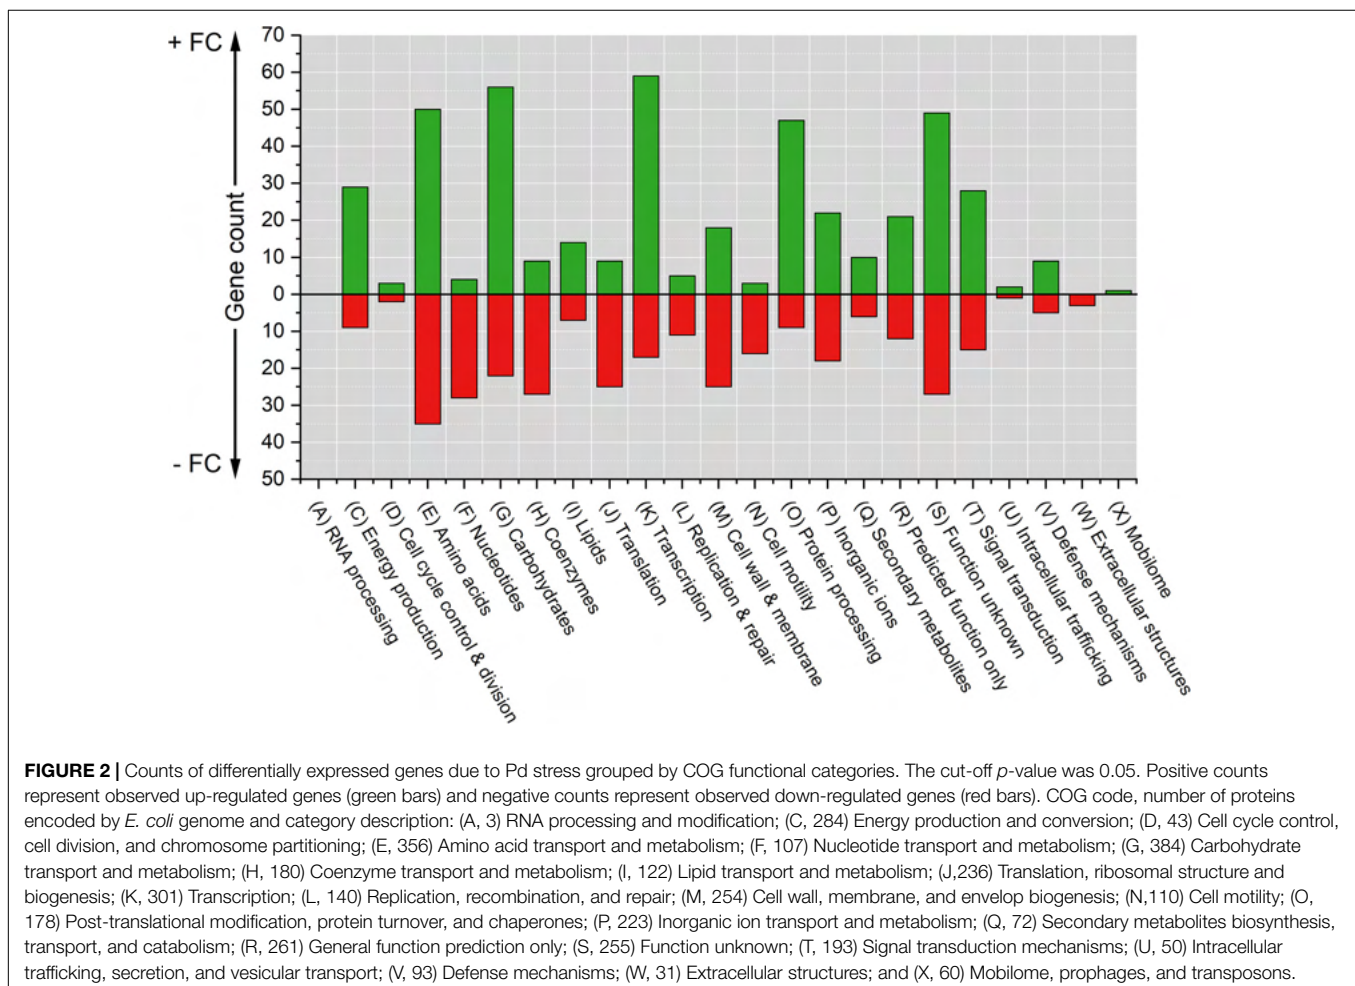 + FC
Gene count
- FC
70
60
50
40
30
20
10
0
10
20
30
40
50
(A) RNA processing
(C) Energy production
(D) Cell cycle control & division
(E) Amino acids
(F) Nucleotides
(G) Carbohydrates
(H) Coenzymes
(I) Lipids
(J) Translation
(K) Transcription
(L) Replication & repair
(M) Cell wall & membrane
(N) Cell motility
(O) Protein processing
(P) Inorganic ions
(Q) Secondary metabolites
(R) Predicted function only
(S) Function unknown
(T) Signal transduction
(U) Intracellular trafficking
(V) Defense mechanisms
(W) Extracellular structures
(X) Mobilome
FIGURE 2 | Counts of differentially expressed genes due to Pd stress grouped by COG functional categories. The cut-off p-value was 0.05. Positive counts
represent observed up-regulated genes (green bars) and negative counts represent observed down-regulated genes (red bars). COG code, number of proteins
encoded by E. coli genome and category description: (A, 3) RNA processing and modification; (C, 284) Energy production and conversion; (D, 43) Cell cycle control,
cell division, and chromosome partitioning; (E, 356) Amino acid transport and metabolism; (F, 107) Nucleotide transport and metabolism; (G, 384) Carbohydrate
transport and metabolism; (H, 180) Coenzyme transport and metabolism; (I, 122) Lipid transport and metabolism; (J,236) Translation, ribosomal structure and
biogenesis; (K, 301) Transcription; (L, 140) Replication, recombination, and repair; (M, 254) Cell wall, membrane, and envelop biogenesis; (N,110) Cell motility; (O,
178) Post-translational modification, protein turnover, and chaperones; (P, 223) Inorganic ion transport and metabolism; (Q, 72) Secondary metabolites biosynthesis,
transport, and catabolism; (R, 261) General function prediction only; (S, 255) Function unknown; (T, 193) Signal transduction mechanisms; (U, 50) Intracellular
trafficking, secretion, and vesicular transport; (V, 93) Defense mechanisms; (W, 31) Extracellular structures; and (X, 60) Mobilome, prophages, and transposons.